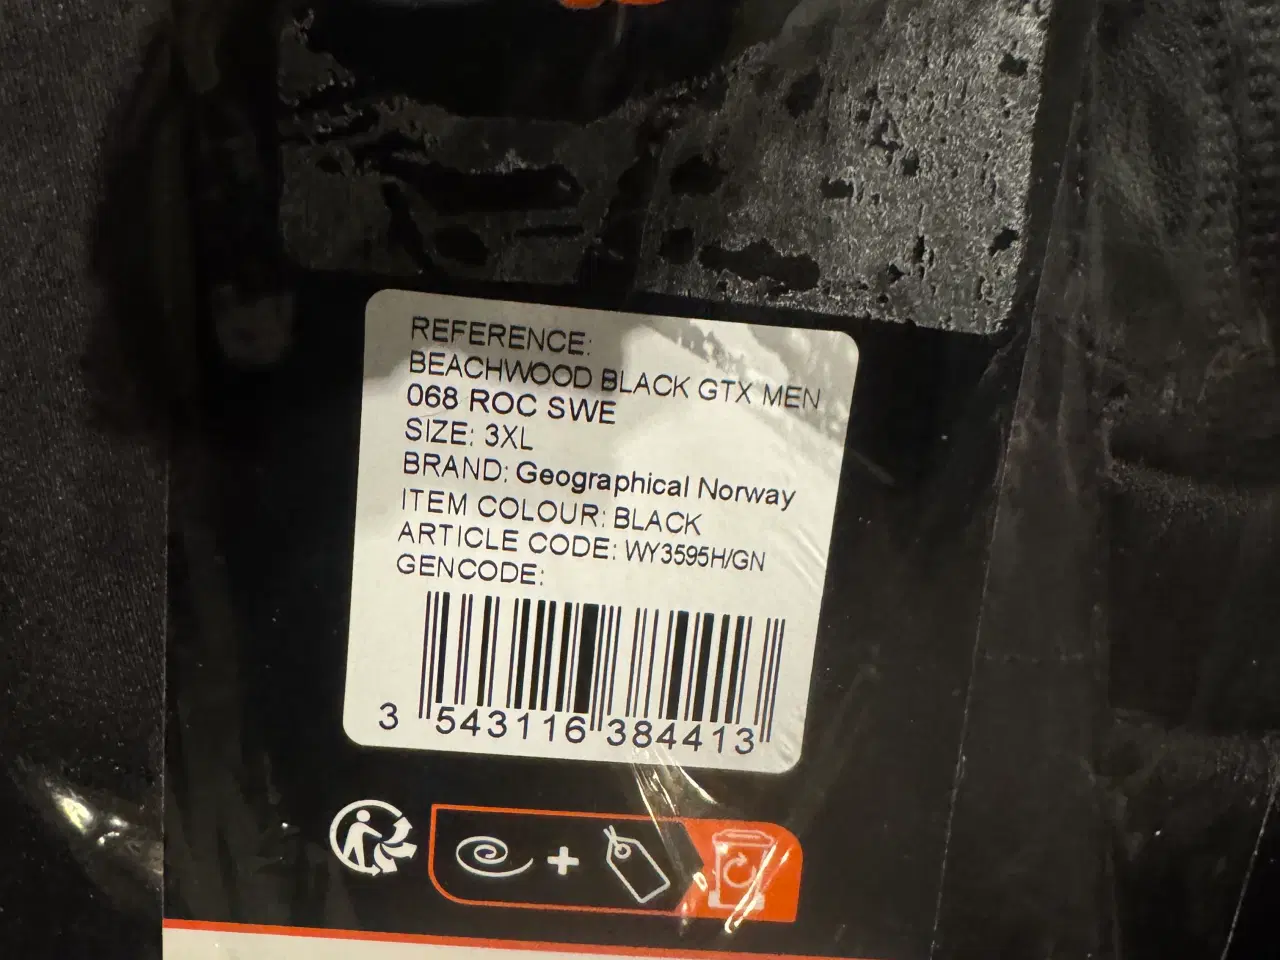 REFERENCE:
BEACHWOOD BLACK GTX MEN
068 ROC SWE
SIZE: 3XL
BRAND: Geographical Norway
ITEM COLOUR: BLACK
ARTICLE CODE: WY3595H/GN
GENCODE:
3 543116 384413